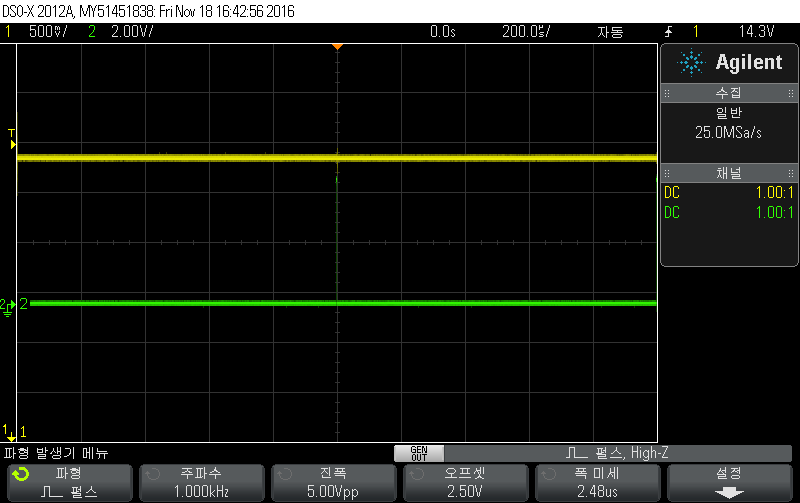 DSO-X 2012A, MY51451838: Fri Nov 18 16:42:56 2016
1 500℧/ 2 2.00V/ 0.0s 200.0㎲/ 자동 1 14.3V
Agilent
수집
일반
25.0MSa/s
채널
DC 1.00:1
DC 1.00:1
T
2 2
1 1
파형 발생기 메뉴 GEN OUT 펄스, High-Z
파형 주파수 진폭 오프셋 폭 미세 설정
펄스 1.000kHz 5.00Vpp 2.50V 2.48us